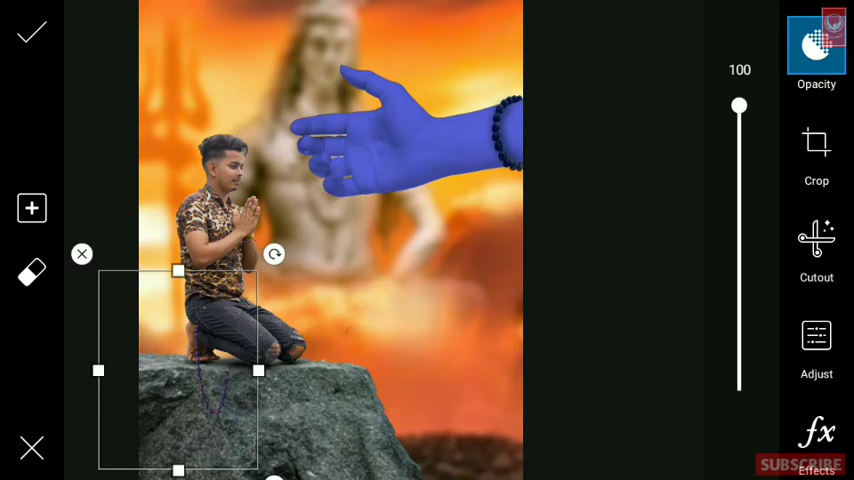 100
Opacity
Crop
Cutout
Adjust
fx
Effects
SUBSCRIBE